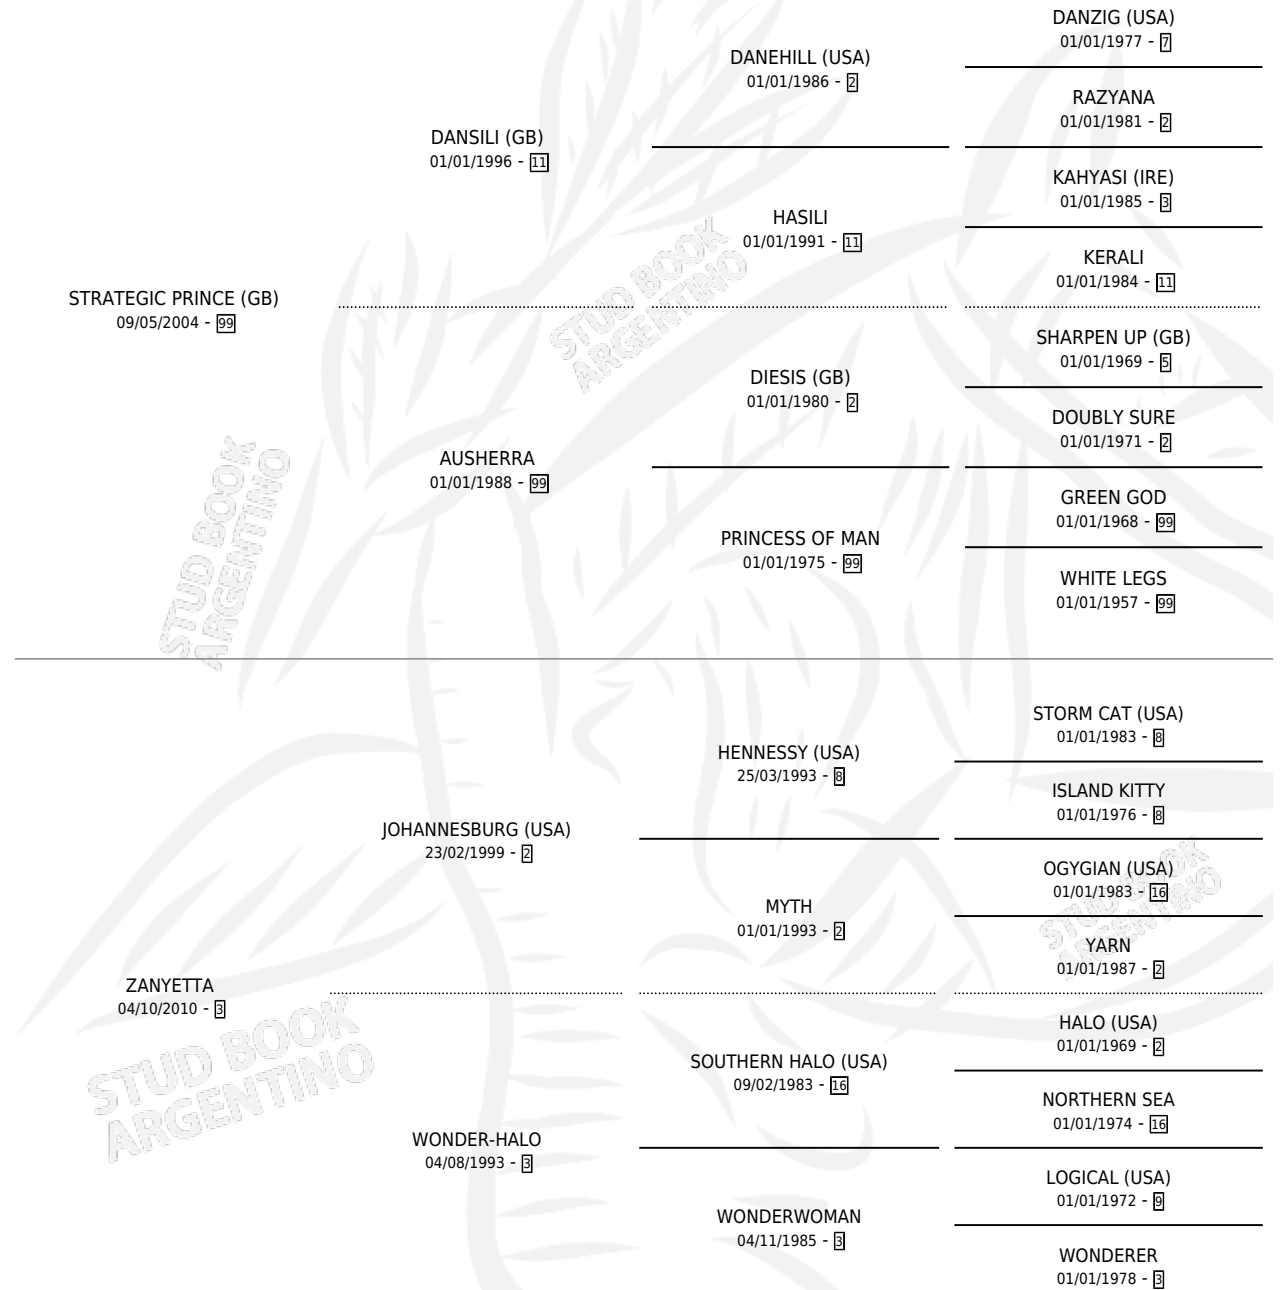 DANZIG (USA)
01/01/1977 - 7
DANEHILL (USA)
01/01/1986 - 2
RAZYANA
01/01/1981 - 2
DANSILI (GB)
01/01/1996 - 11
KAHYASI (IRE)
01/01/1985 - 3
HASILI
01/01/1991 - 11
KERALI
01/01/1984 - 11
STRATEGIC PRINCE (GB)
09/05/2004 - 99
SHARPEN UP (GB)
01/01/1969 - 5
DIESIS (GB)
01/01/1980 - 2
DOUBLY SURE
01/01/1971 - 2
AUSHERRA
01/01/1988 - 99
GREEN GOD
01/01/1968 - 99
PRINCESS OF MAN
01/01/1975 - 99
WHITE LEGS
01/01/1957 - 99
STORM CAT (USA)
01/01/1983 - 8
HENNESSY (USA)
25/03/1993 - 8
ISLAND KITTY
01/01/1976 - 8
JOHANNESBURG (USA)
23/02/1999 - 2
OGYGIAN (USA)
01/01/1983 - 16
MYTH
01/01/1993 - 2
YARN
01/01/1987 - 2
ZANYETTA
04/10/2010 - 3
HALO (USA)
01/01/1969 - 2
SOUTHERN HALO (USA)
09/02/1983 - 16
NORTHERN SEA
01/01/1974 - 16
WONDER-HALO
04/08/1993 - 3
LOGICAL (USA)
01/01/1972 - 9
WONDERWOMAN
04/11/1985 - 3
WONDERER
01/01/1978 - 3
STUD BOOK
ARGENTINO
STUD BOOK
ARGENTINO
STUD BOOK
ARGENTINO
STUD BOOK
ARGENTINO